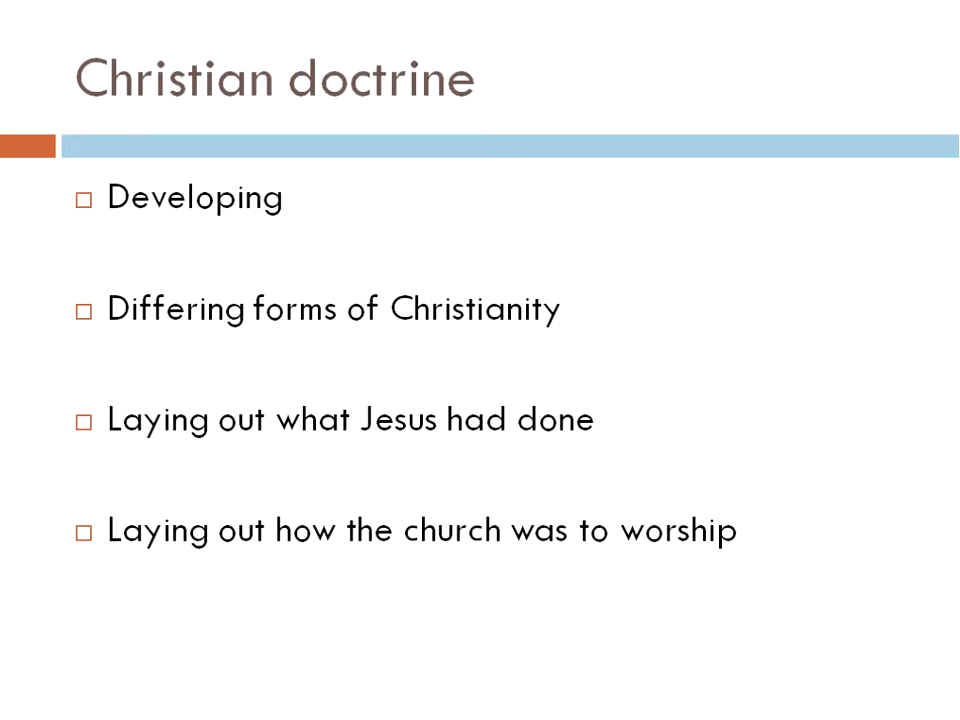 Christian doctrine
Developing
Differing forms of Christianity
Laying out what Jesus had done
Laying out how the church was to worship